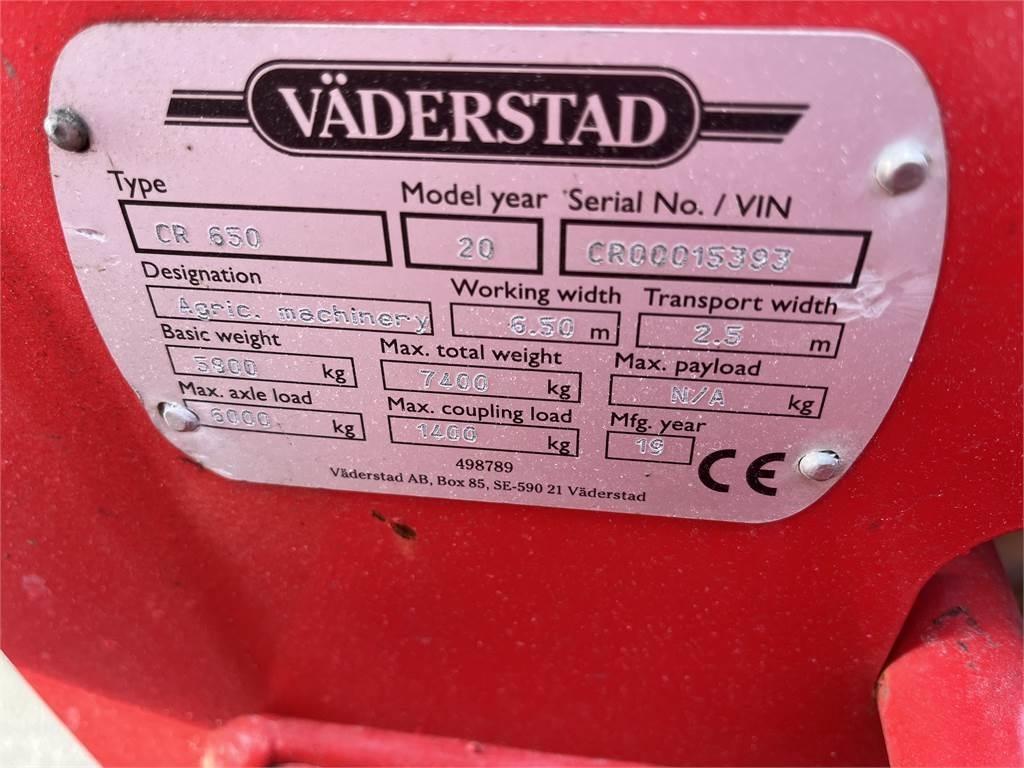 VÄDERSTAD
Type Model year Serial No. / VIN
CR 650 20 CR00015393
Designation Working width Transport width
Agric. machinery 6.50 m 2.5 m
Basic weight Max. total weight Max. payload
5900 kg 7400 kg N/A kg
Max. axle load Max. coupling load Mfg. year
6000 kg 1400 kg 19
CE
498789
Väderstad AB, Box 85, SE-590 21 Väderstad